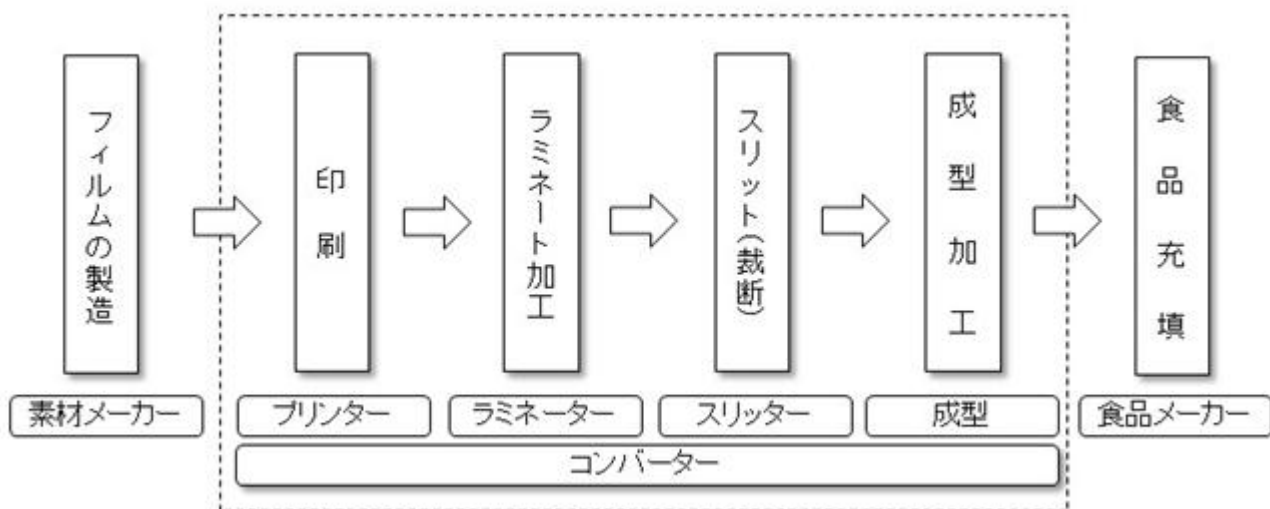 フィルムの製造
印刷
ラミネート加工
スリット(裁断)
成型加工
食品充填
素材メーカー
プリンター
ラミネーター
スリッター
成型
食品メーカー
コンバーター